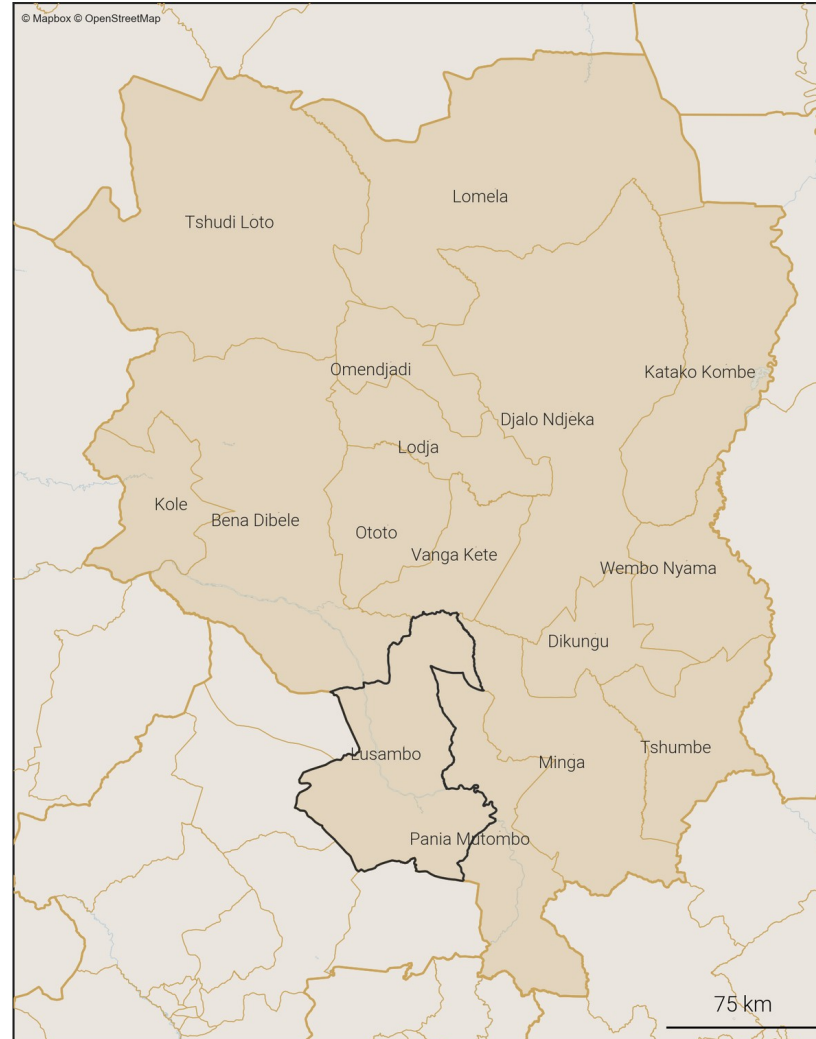 © Mapbox © OpenStreetMap
Lomela
Tshudi Loto
Omendjadi
Katako Kombe
Djalo Ndjeka
Lodja
Kole
Bena Dibele
Ototo
Vanga Kete
Wembo Nyama
Dikungu
Lusambo
Minga
Tshumbe
Pania Mutombo
75 km